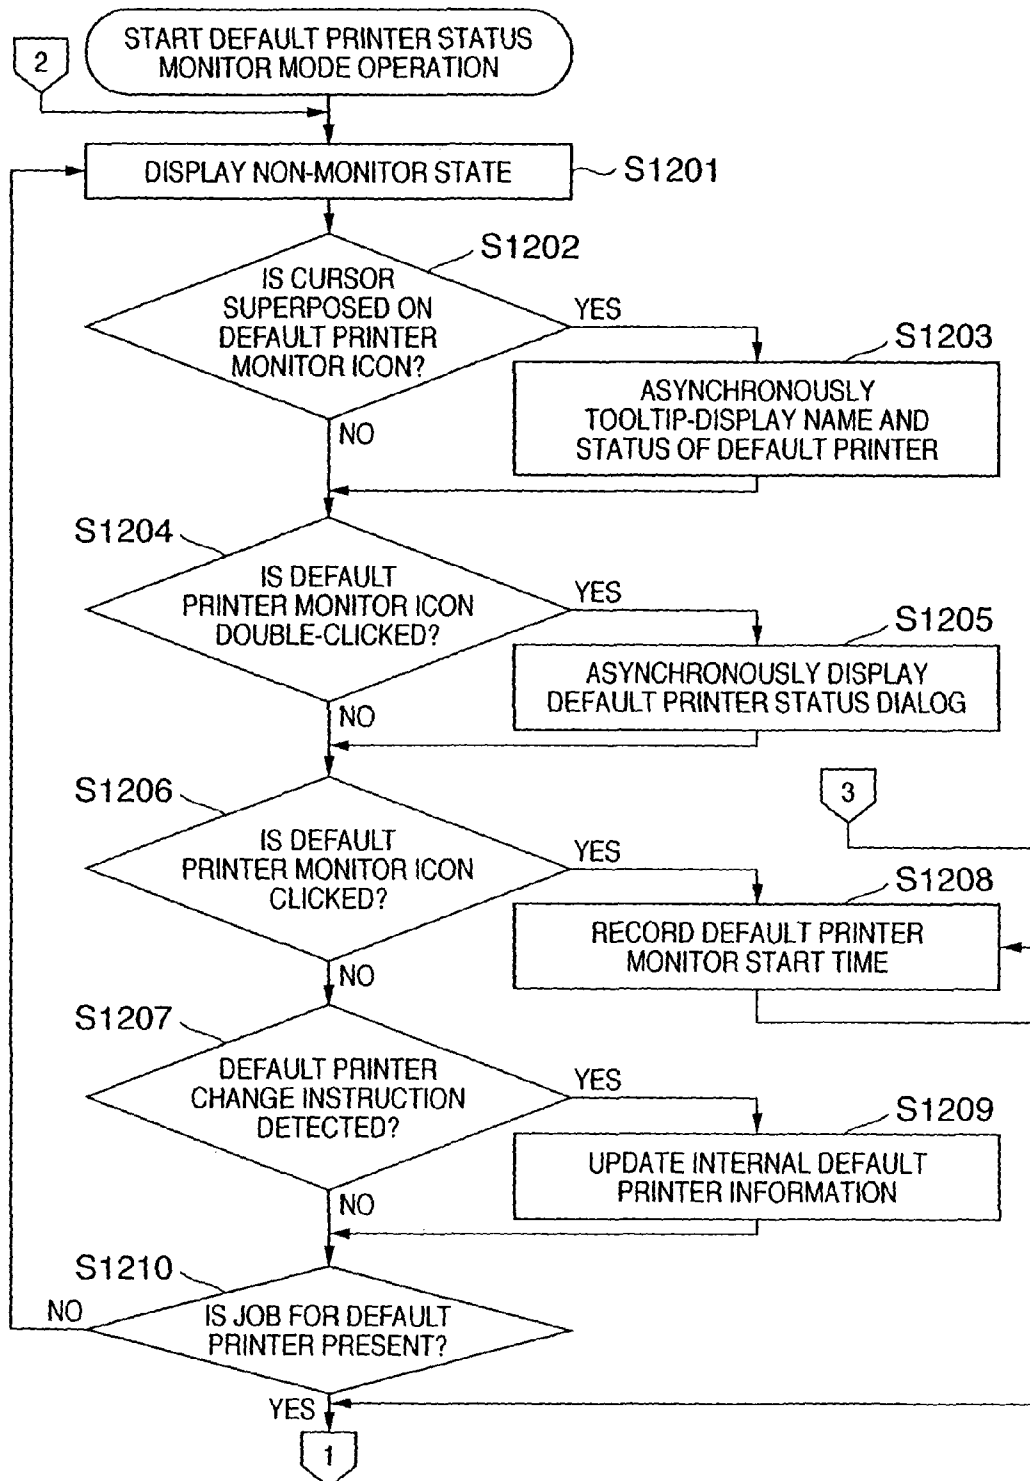 START DEFAULT PRINTER STATUS
MONITOR MODE OPERATION
2
DISPLAY NON-MONITOR STATE
S1201
S1202
IS CURSOR
SUPERPOSED ON
DEFAULT PRINTER
MONITOR ICON?
YES
NO
S1203
ASYNCHRONOUSLY
TOOLTIP-DISPLAY NAME AND
STATUS OF DEFAULT PRINTER
S1204
IS DEFAULT
PRINTER MONITOR ICON
DOUBLE-CLICKED?
YES
NO
S1205
ASYNCHRONOUSLY DISPLAY
DEFAULT PRINTER STATUS DIALOG
S1206
IS DEFAULT
PRINTER MONITOR ICON
CLICKED?
YES
NO
3
S1208
RECORD DEFAULT PRINTER
MONITOR START TIME
S1207
DEFAULT PRINTER
CHANGE INSTRUCTION
DETECTED?
YES
NO
S1209
UPDATE INTERNAL DEFAULT
PRINTER INFORMATION
S1210
IS JOB FOR DEFAULT
PRINTER PRESENT?
NO
YES
1